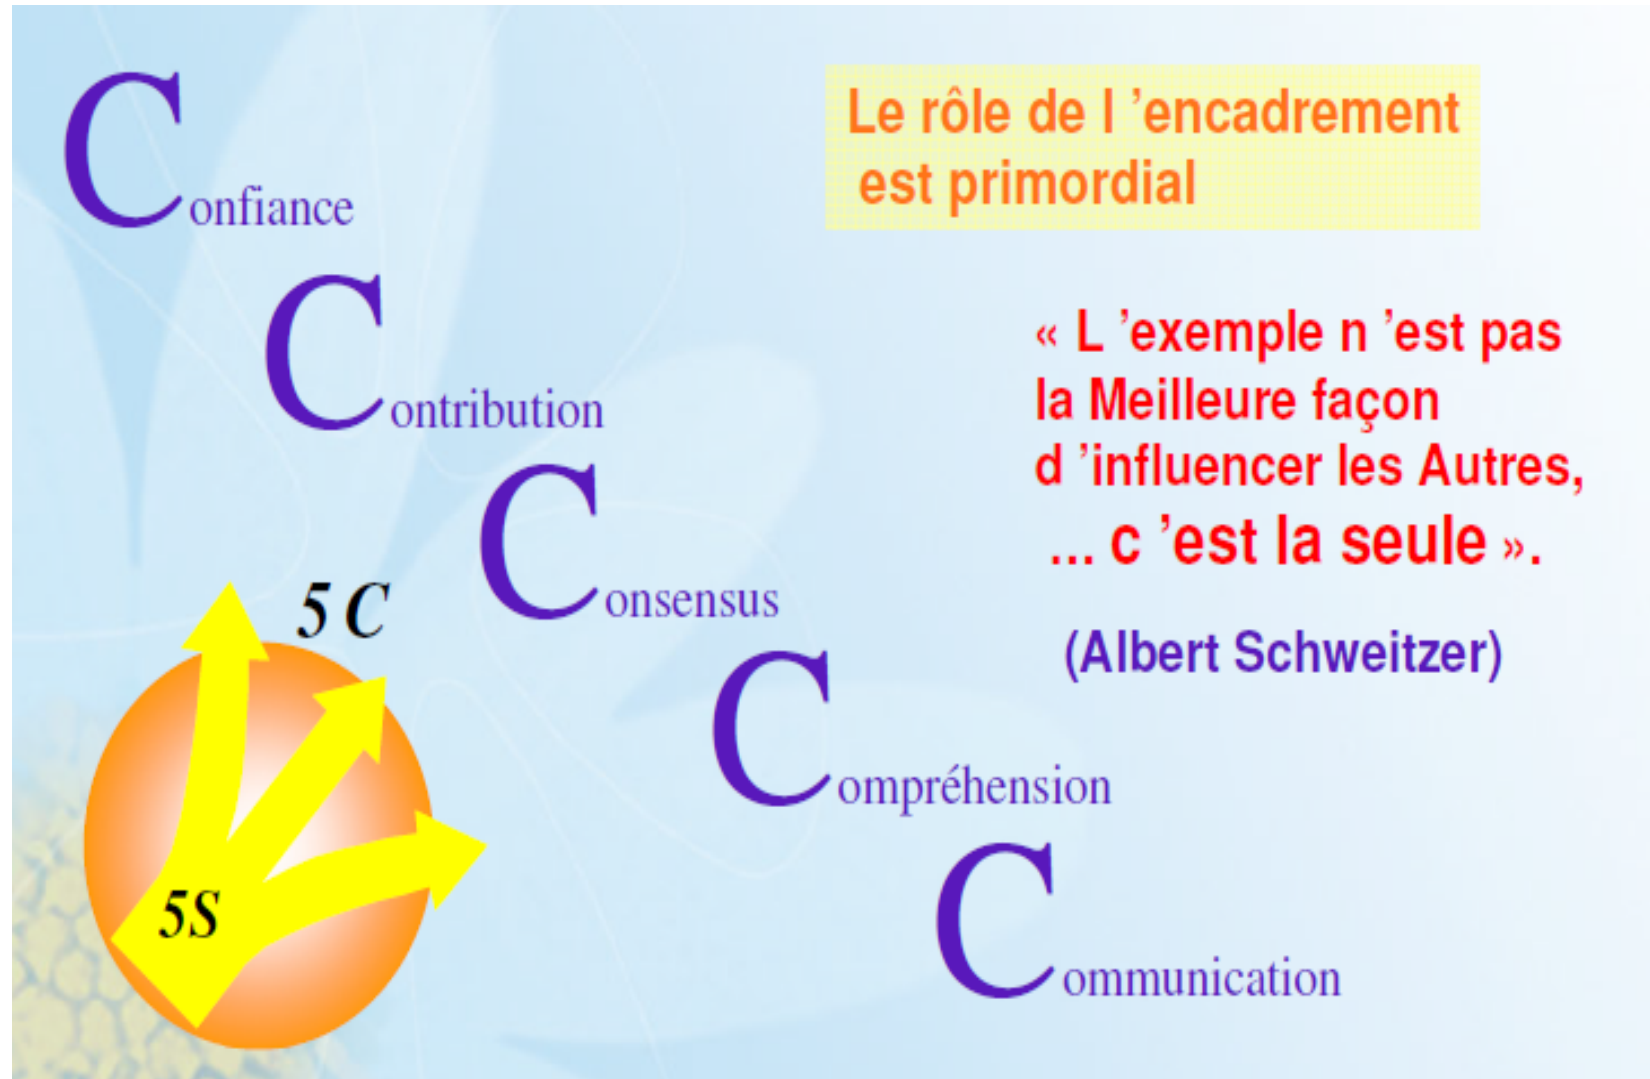 Confiance
Contribution
Consensus
Compréhension
Communication
5 C
5S
Le rôle de l ’encadrement
est primordial
« L ’exemple n ’est pas
la Meilleure façon
d ’influencer les Autres,
... c ’est la seule ».
(Albert Schweitzer)